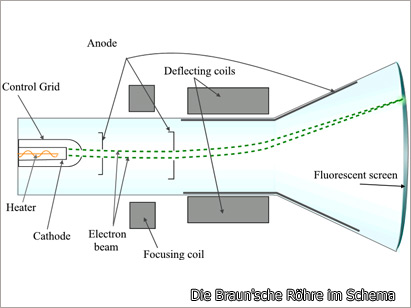 Anode
Deflecting coils
Control Grid
Fluorescent screen
Heater
Cathode
Electron
beam
Focusing coil
Die Braun'sche Röhre im Schema